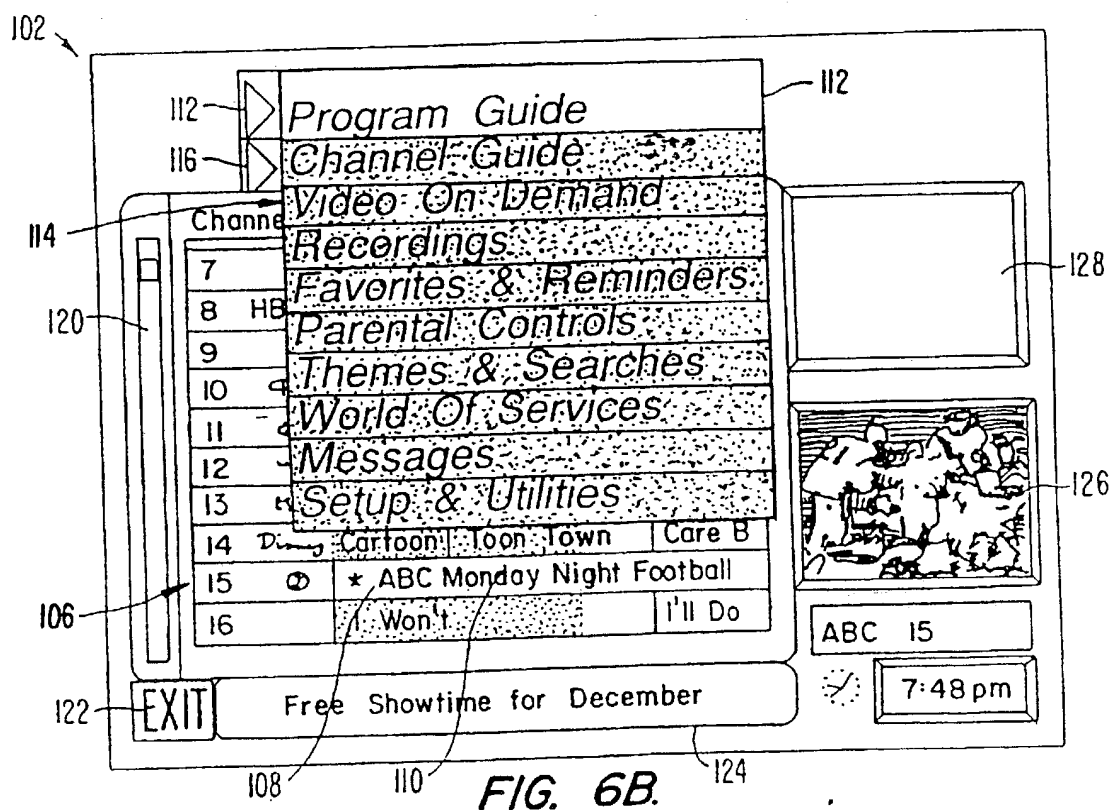 102
112
Program Guide
112
116
Channel Guide
114
Video On Demand
Channe
Recordings
7
Favorites & Reminders
128
8 HB
120
Parental Controls
9
Themes & Searches
10
World Of Services
11
Messages
12
Setup & Utilities
13
126
14 Disney Cartoon Toon Town Care B
15 * ABC Monday Night Football
106
16 I Won't I'll Do
ABC 15
122
EXIT
Free Showtime for December
7:48 pm
108
110
124
FIG. 6B.